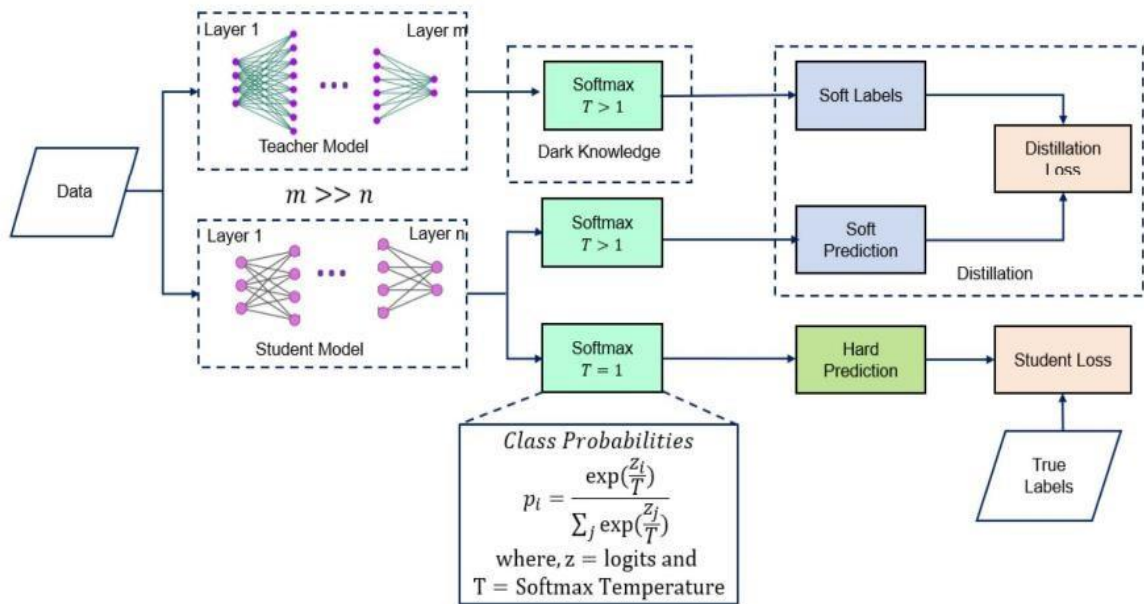 Layer 1
Layer m
Teacher Model
Softmax
T > 1
Dark Knowledge
Soft Labels
Distillation
Loss
Data
m >> n
Layer 1
Layer n
Student Model
Softmax
T > 1
Soft
Prediction
Distillation
Softmax
T = 1
Hard
Prediction
Student Loss
True
Labels
Class Probabilities
p_i = exp(z_i/T) / ∑_j exp(z_j/T)
where, z = logits and
T = Softmax Temperature